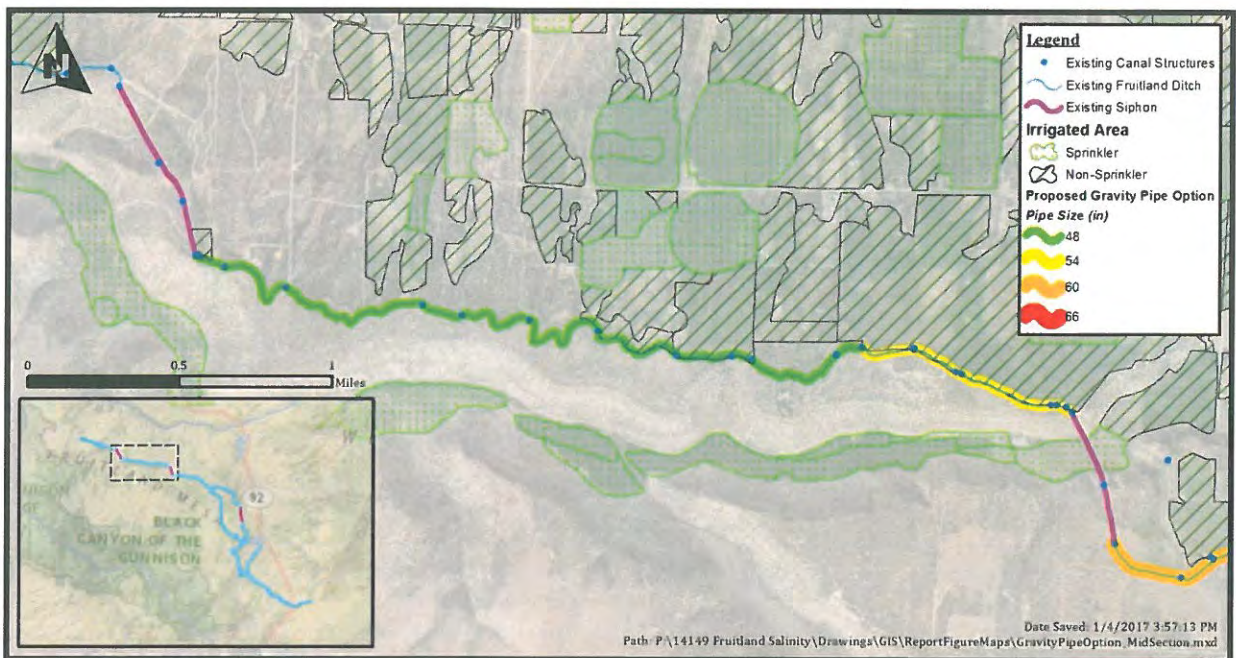 N
Legend
Existing Canal Structures
Existing Fruitland Ditch
Existing Siphon
Irrigated Area
Sprinkler
Non-Sprinkler
Proposed Gravity Pipe Option
Pipe Size (in)
48
54
60
66
0 0.5 1
Miles
92
BLACK
CANYON OF THE
GUNNISON
Date Saved: 1/4/2017 3:57:13 PM
Path: P:\14149 Fruitland Salinity\Drawings\GIS\ReportFigureMaps\GravityPipeOption_MidSection.mxd